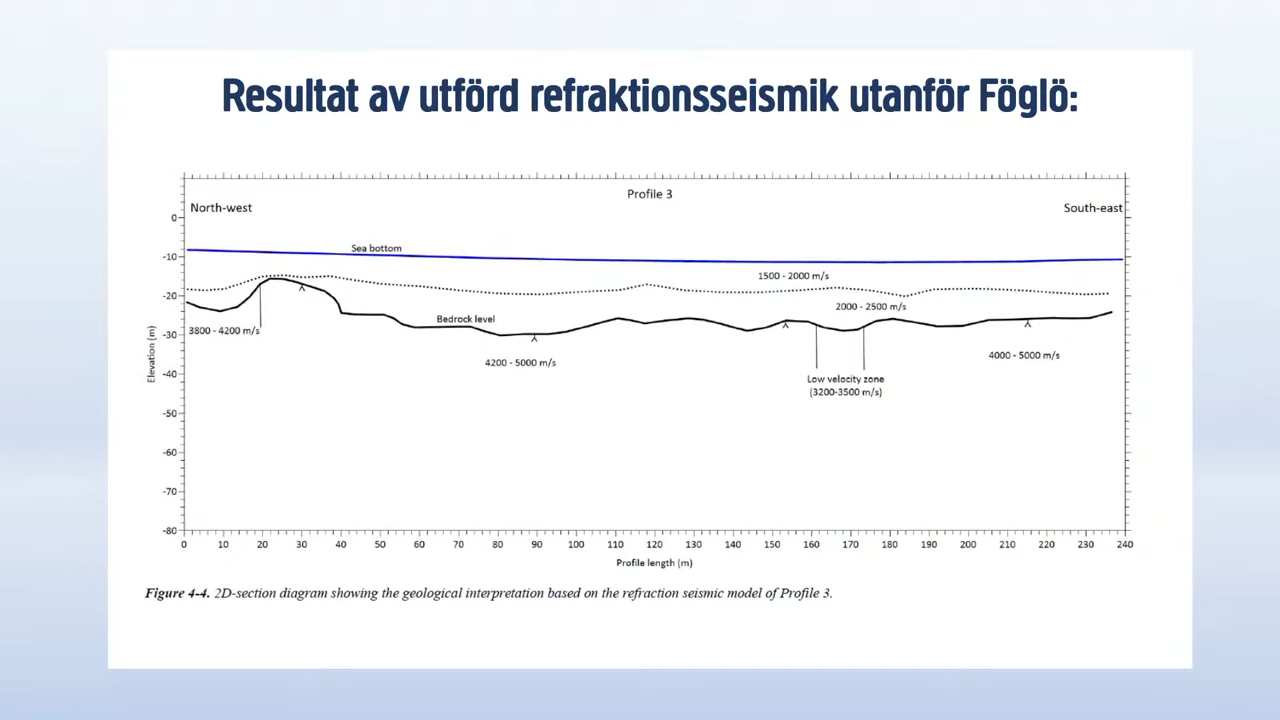 Resultat av utförd refraktionsseismik utanför Föglö:
Profile 3
North-west
South-east
Sea bottom
1500 - 2000 m/s
2000 - 2500 m/s
Bedrock level
3800 - 4200 m/s
4200 - 5000 m/s
4000 - 5000 m/s
Low velocity zone
(3200-3500 m/s)
Elevation (m)
0
-10
-20
-30
-40
-50
-60
-70
-80
0 10 20 30 40 50 60 70 80 90 100 110 120 130 140 150 160 170 180 190 200 210 220 230 240
Profile length (m)
Figure 4-4. 2D-section diagram showing the geological interpretation based on the refraction seismic model of Profile 3.